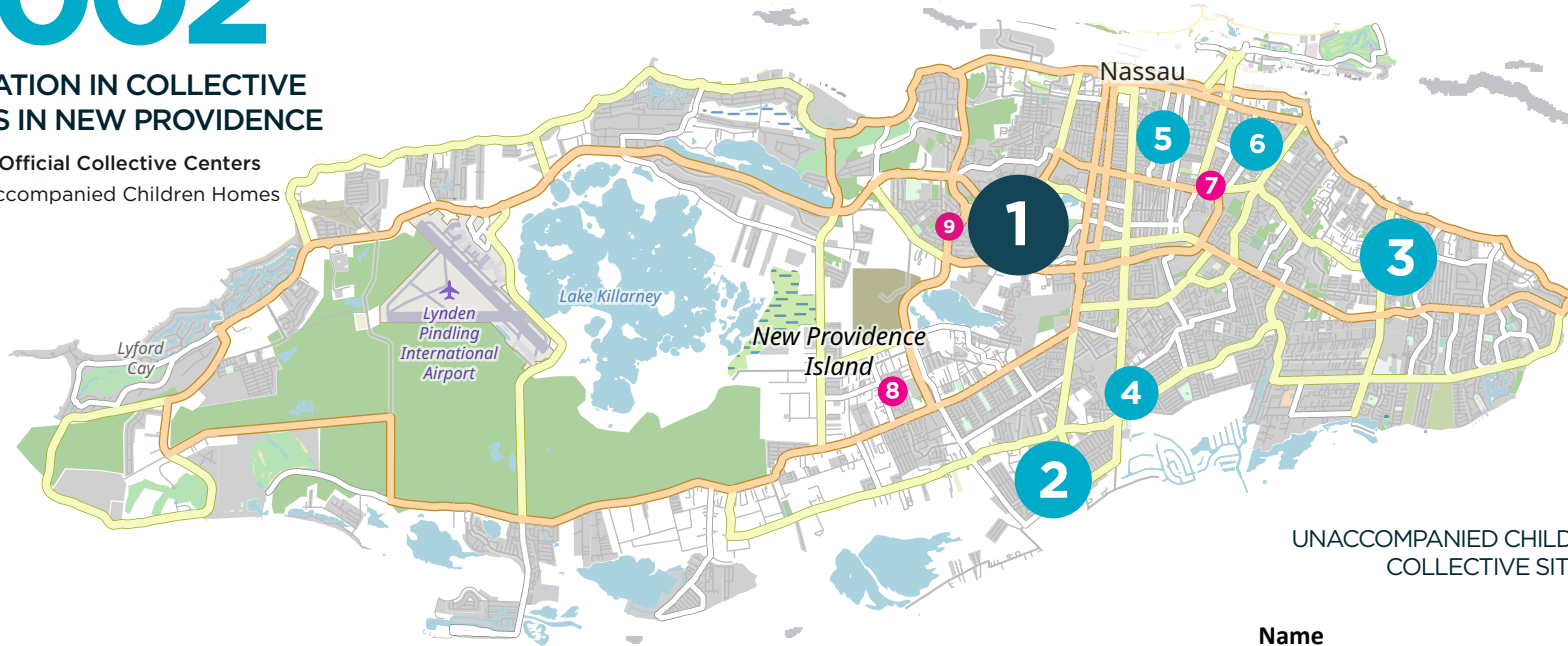 002
ATION IN COLLECTIVE
S IN NEW PROVIDENCE
Official Collective Centers
ccompanied Children Homes
Nassau
5
6
7
9
1
3
Lake Killarney
Lynden
Pindling
International
Airport
New Providence
Island
Lyford
Cay
8
4
2
UNACCOMPANIED CHILD
COLLECTIVE SIT
Name